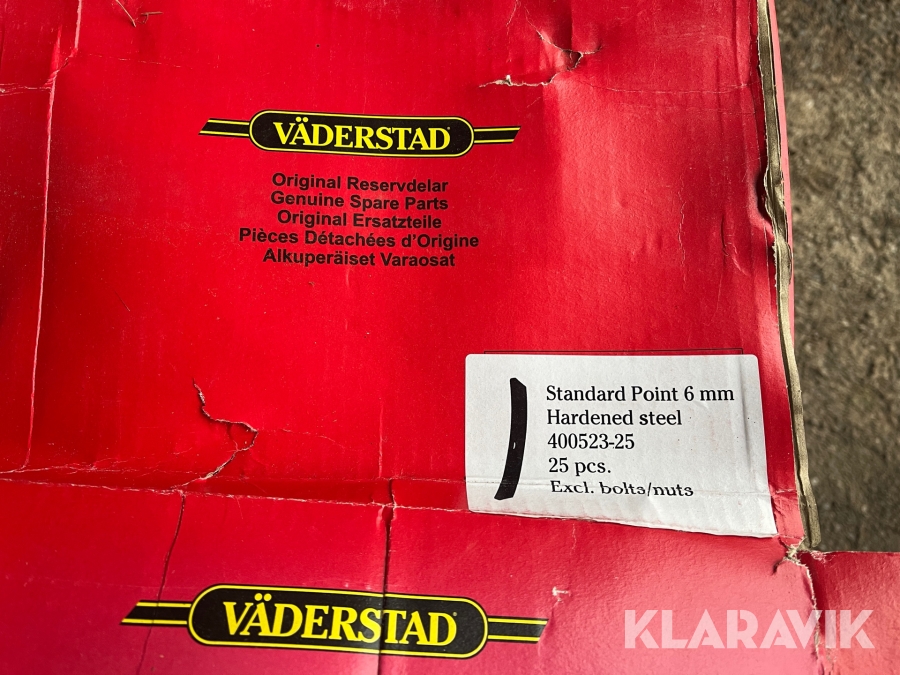 VÄDERSTAD
Original Reservdelar
Genuine Spare Parts
Original Ersatzteile
Pièces Détachées d'Origine
Alkuperäiset Varaosat
Standard Point 6 mm
Hardened steel
400523-25
25 pcs.
Excl. bolts/nuts
VÄDERSTAD
KLARAVIK